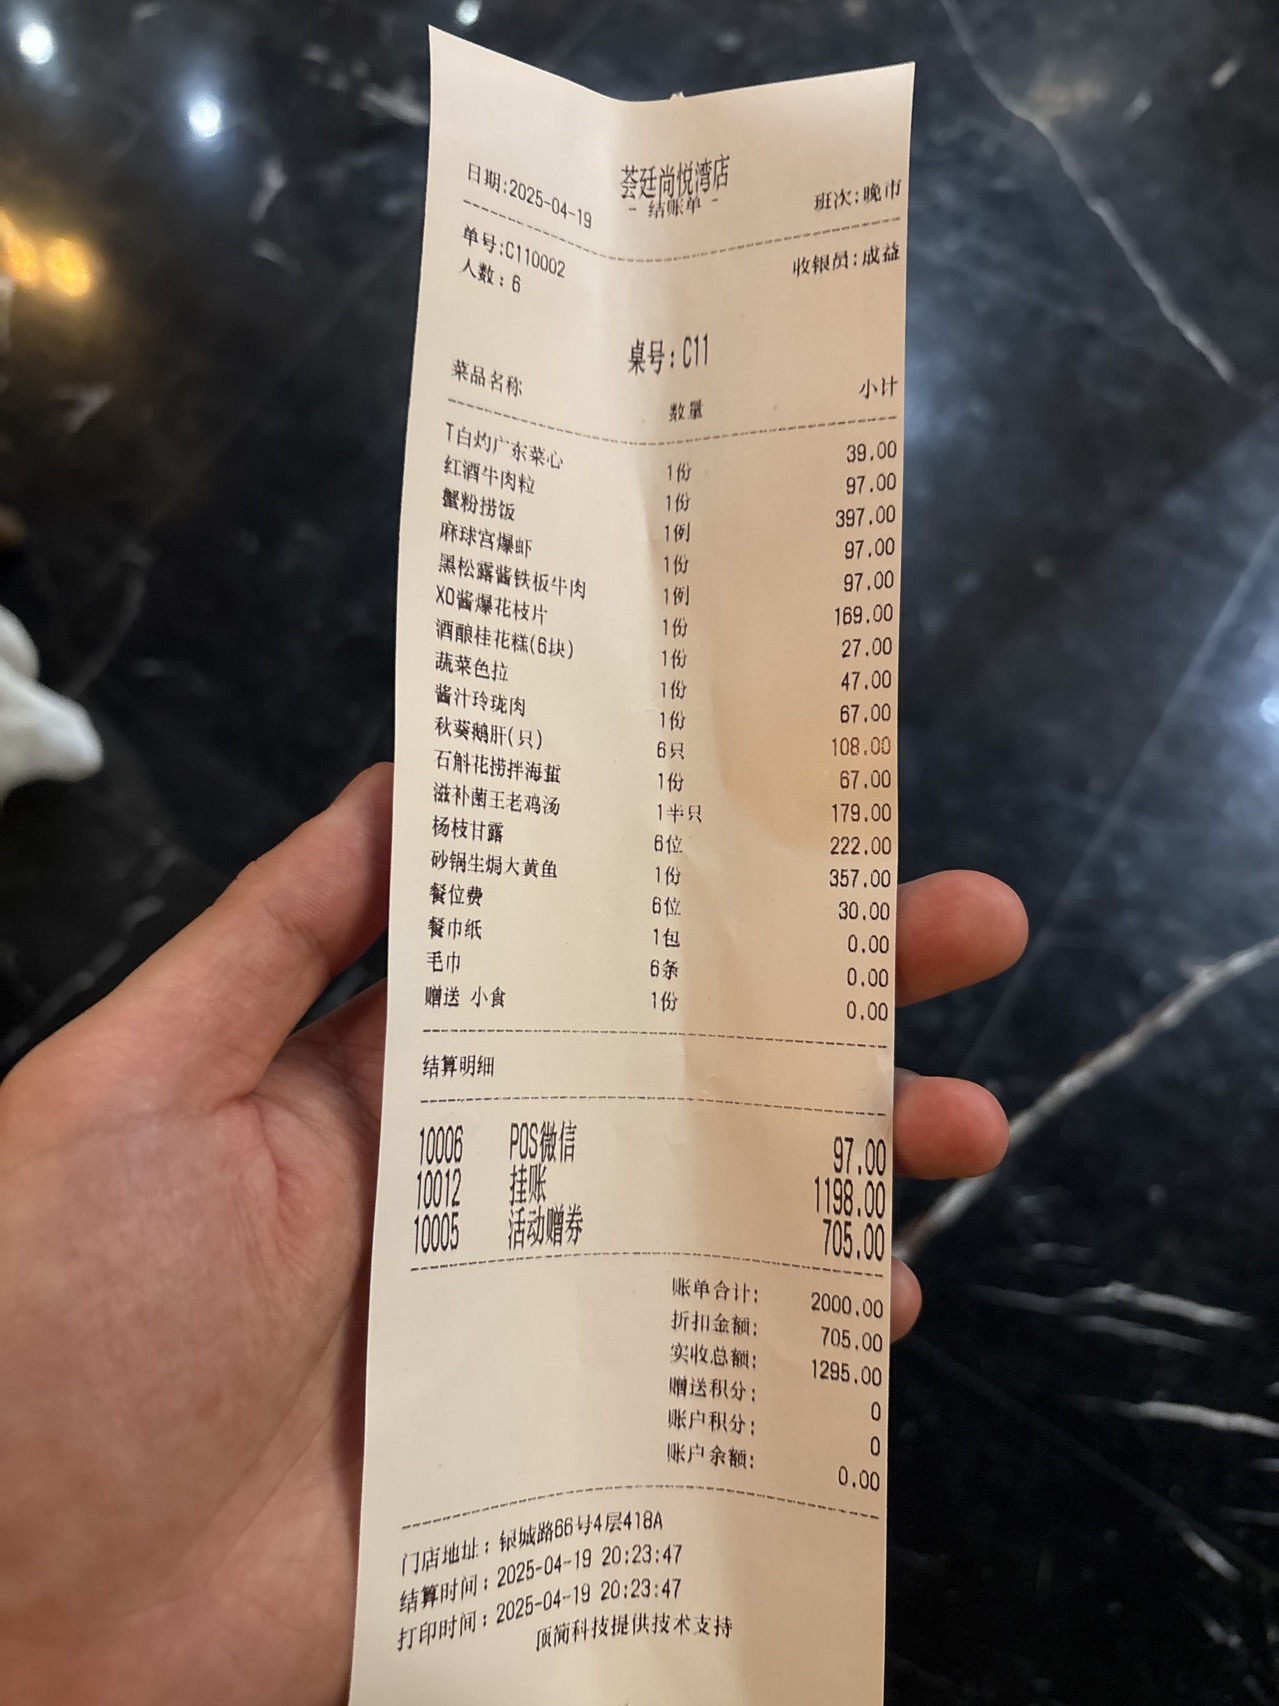 荟廷尚悦湾店
- 结账单 -
日期:2025-04-19 班次:晚市
单号:C110002 收银员:成益
人数: 6
桌号: C11
菜品名称 数量 小计
T白灼广东菜心 1份 39.00
红酒牛肉粒 1份 97.00
蟹粉捞饭 1例 397.00
麻球宫爆虾 1份 97.00
黑松露酱铁板牛肉 1例 97.00
XO酱爆花枝片 1份 169.00
酒酿桂花糕(6块) 1份 27.00
蔬菜色拉 1份 47.00
酱汁玲珑肉 1份 67.00
秋葵鹅肝(只) 6只 108.00
石斛花捞拌海蜇 1份 67.00
滋补菌王老鸡汤 1半只 179.00
杨枝甘露 6位 222.00
砂锅生焗大黄鱼 1份 357.00
餐位费 6位 30.00
餐巾纸 1包 0.00
毛巾 6条 0.00
赠送 小食 1份 0.00
结算明细
10006 POS微信 97.00
10012 挂账 1198.00
10005 活动赠券 705.00
账单合计: 2000.00
折扣金额: 705.00
实收总额: 1295.00
赠送积分: 0
账户积分: 0
账户余额: 0.00
门店地址: 银城路66号4层418A
结算时间: 2025-04-19 20:23:47
打印时间: 2025-04-19 20:23:47
顶简科技提供技术支持